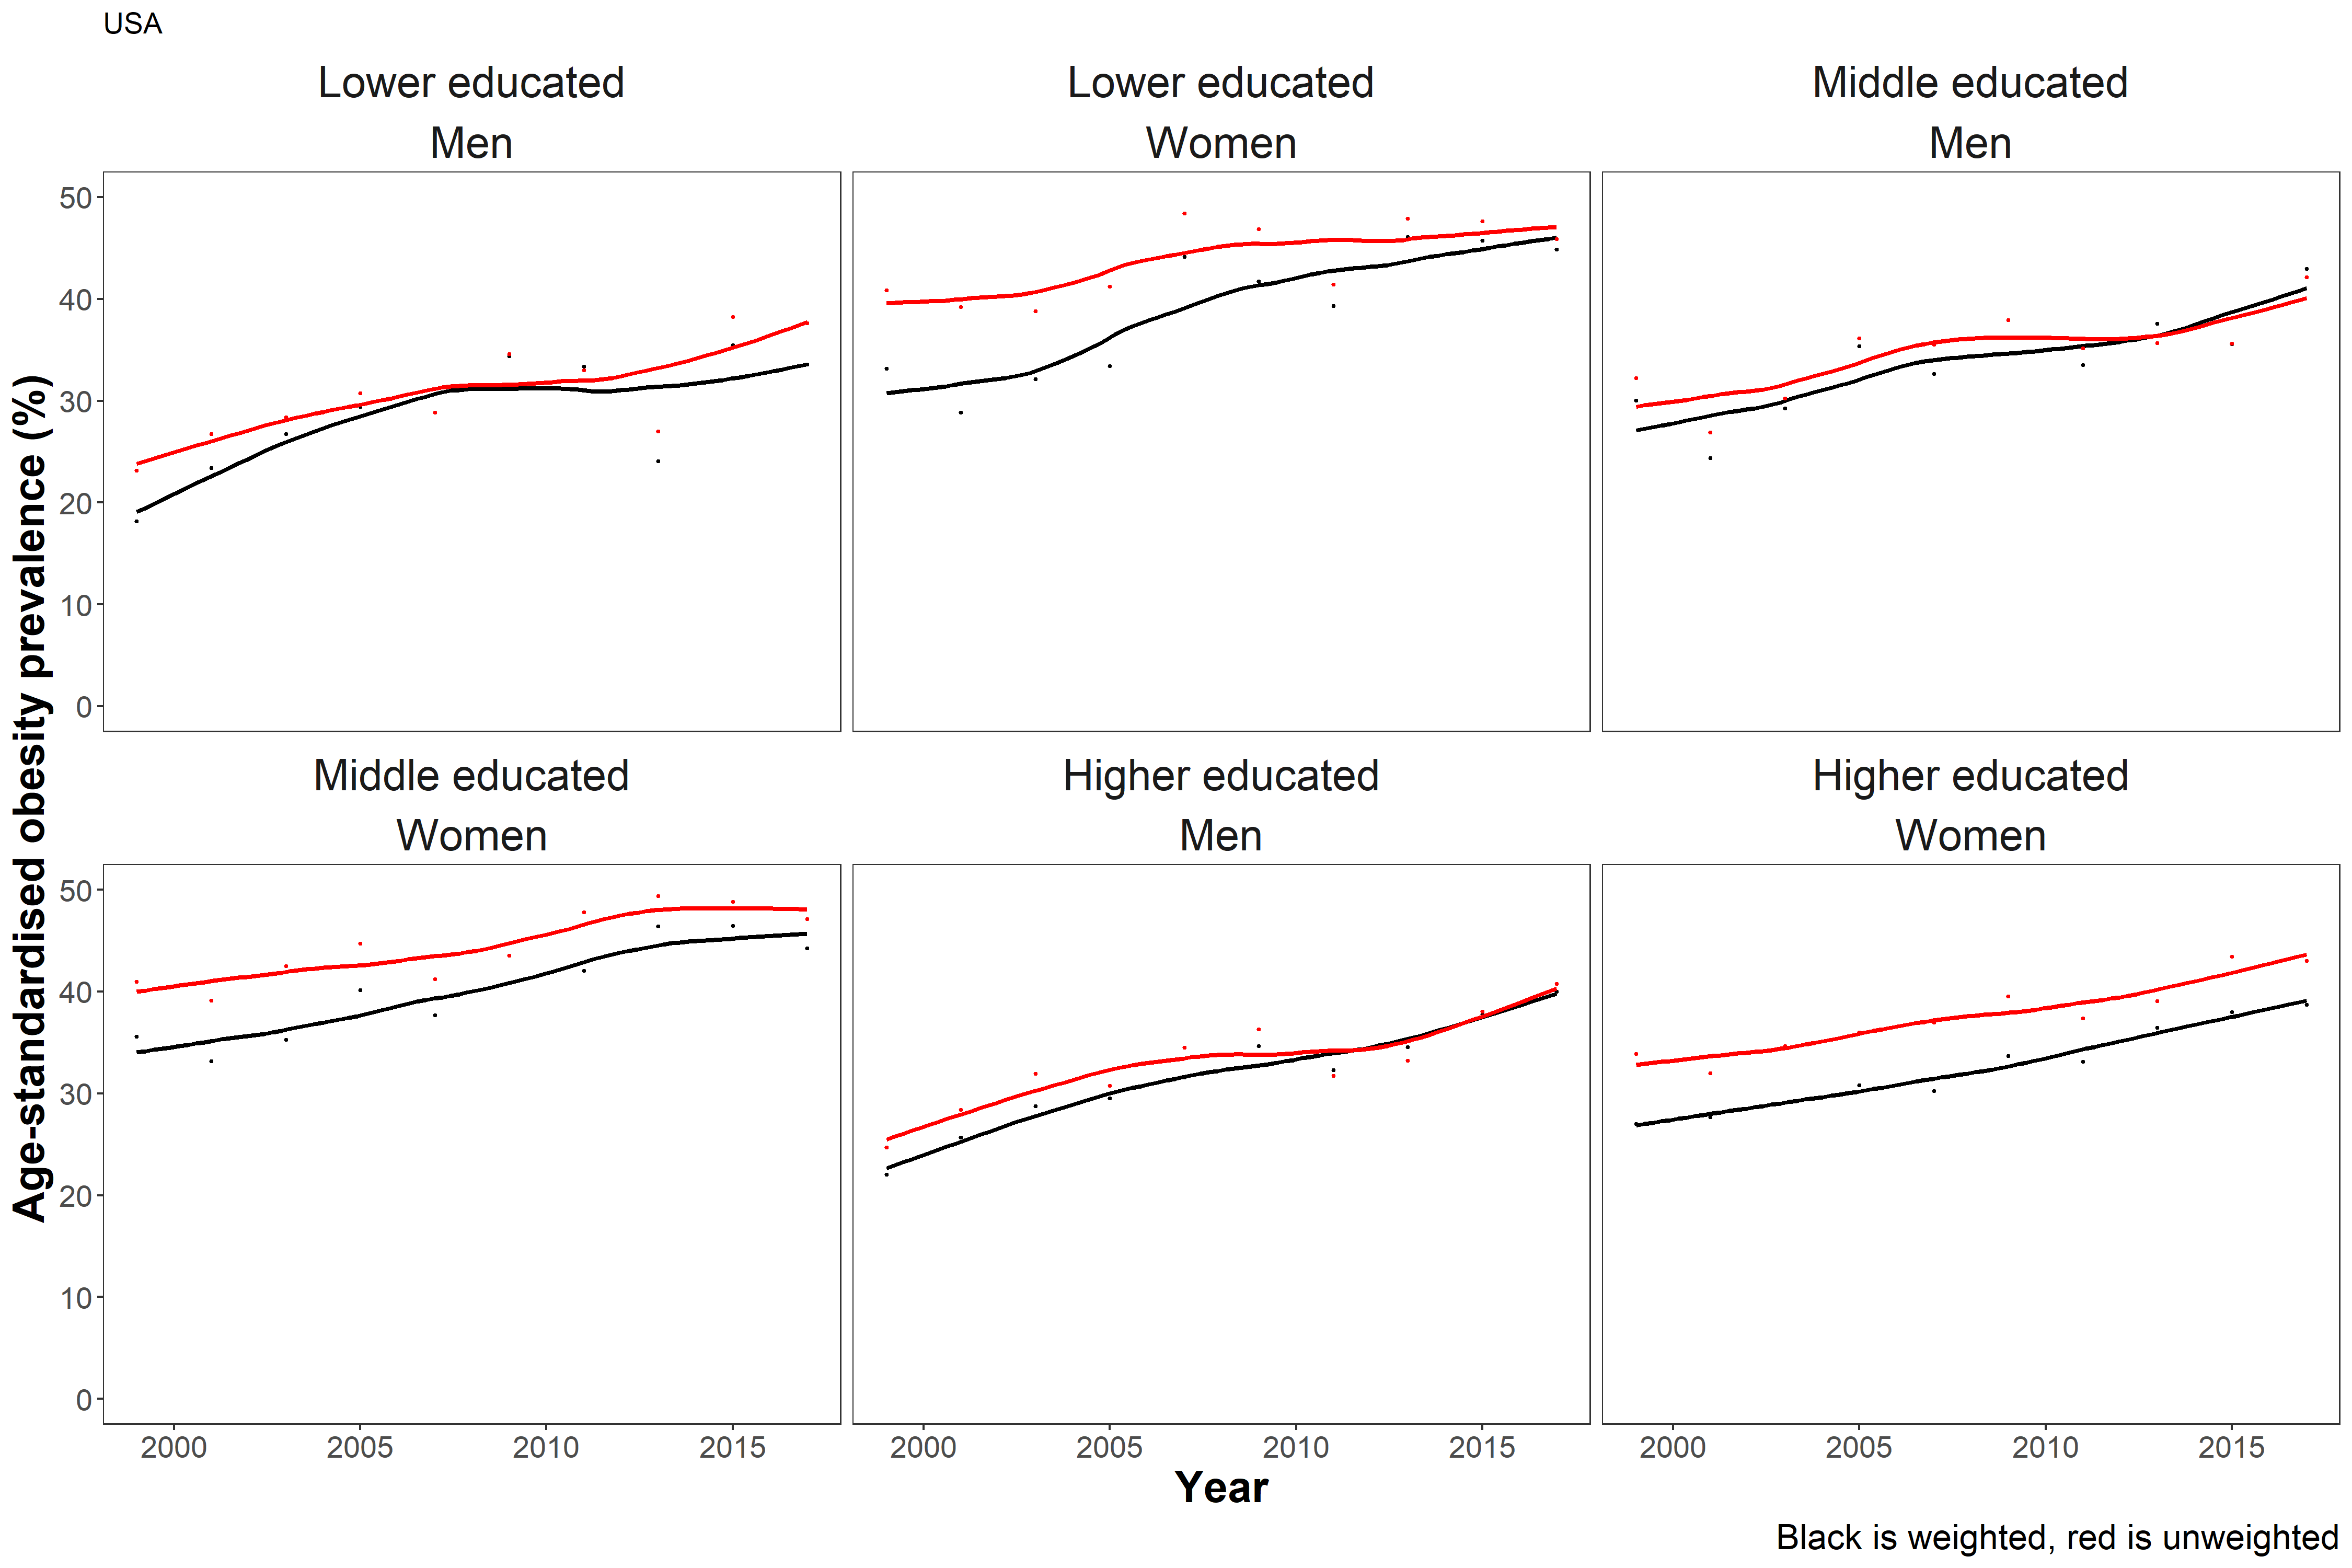 USA
Lower educated
Men
Lower educated
Women
Middle educated
Men
50
40
30
20
10
0
Middle educated
Women
Higher educated
Men
Higher educated
Women
50
40
30
20
10
0
2000 2005 2010 2015
2000 2005 2010 2015
2000 2005 2010 2015
Age-standardised obesity prevalence (%)
Year
Black is weighted, red is unweighted